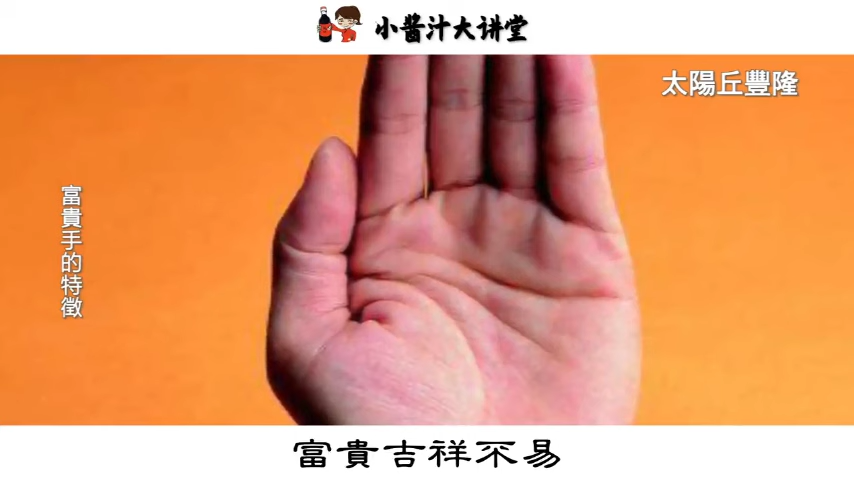 小酱汁大讲堂
太陽丘豐隆
富貴手的特徵
富貴吉祥不易